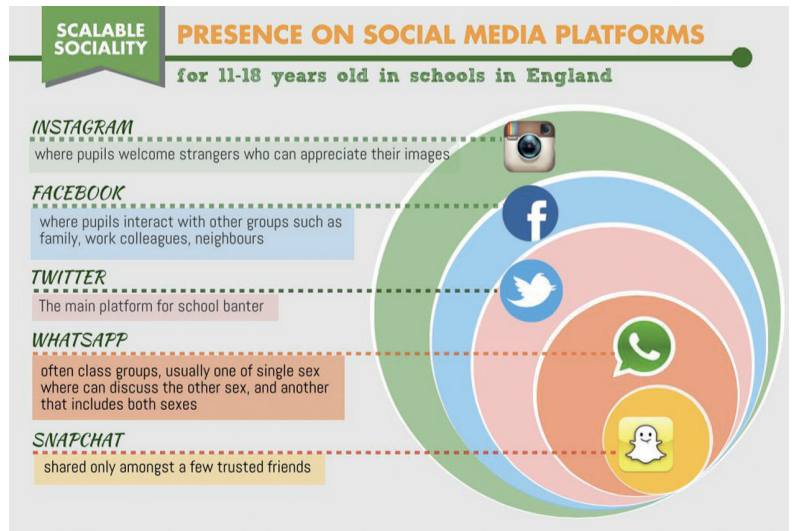 SCALABLE
SOCIALITY
PRESENCE ON SOCIAL MEDIA PLATFORMS
for 11-18 years old in schools in England
INSTAGRAM
where pupils welcome strangers who can appreciate their images
FACEBOOK
where pupils interact with other groups such as
family, work colleagues, neighbours
TWITTER
The main platform for school banter
WHATSAPP
often class groups, usually one of single sex
where can discuss the other sex, and another
that includes both sexes
SNAPCHAT
shared only amongst a few trusted friends